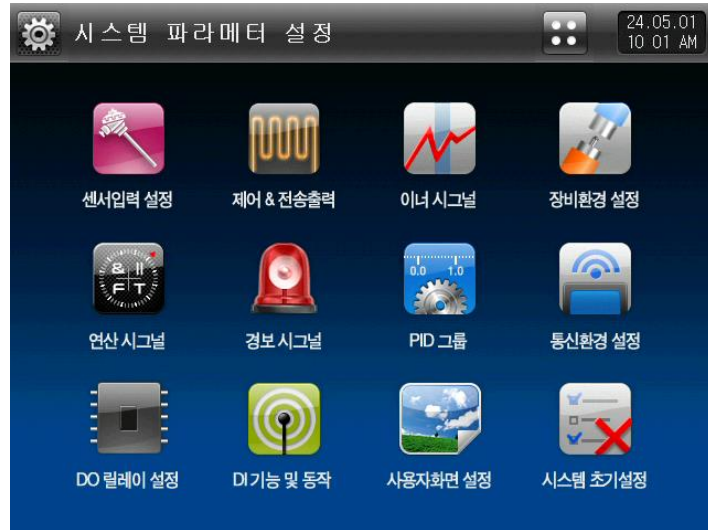 시스템 파라메터 설정
24.05.01
10 01 AM
센서입력 설정
제어 & 전송출력
이너 시그널
장비환경 설정
& ||
F T
0.0 1.0
연산 시그널
경보 시그널
PID 그룹
통신환경 설정
DO 릴레이 설정
DI 기능 및 동작
사용자화면 설정
시스템 초기설정